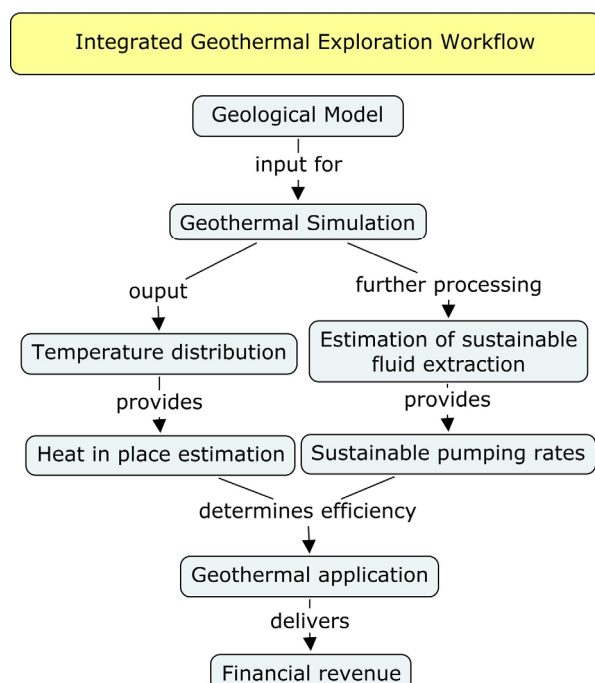 Integrated Geothermal Exploration Workflow
Geological Model
input for
Geothermal Simulation
ouput
further processing
Temperature distribution
Estimation of sustainable
fluid extraction
provides
provides
Heat in place estimation
Sustainable pumping rates
determines efficiency
Geothermal application
delivers
Financial revenue